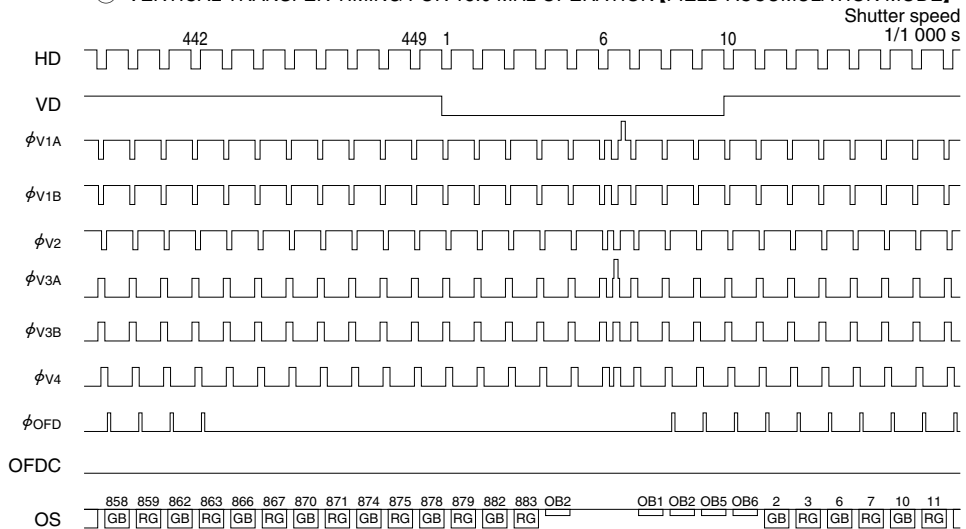 Shutter speed
1/1 000 s
442 449 1 6 10
HD
VD
ϕV1A
ϕV1B
ϕV2
ϕV3A
ϕV3B
ϕV4
ϕOFD
OFDC
858 859 862 863 866 867 870 871 874 875 878 879 882 883 OB2 OB1 OB2 OB5 OB6 2 3 6 7 10 11
OS GB RG GB RG GB RG GB RG GB RG GB RG GB RG GB RG GB RG GB RG